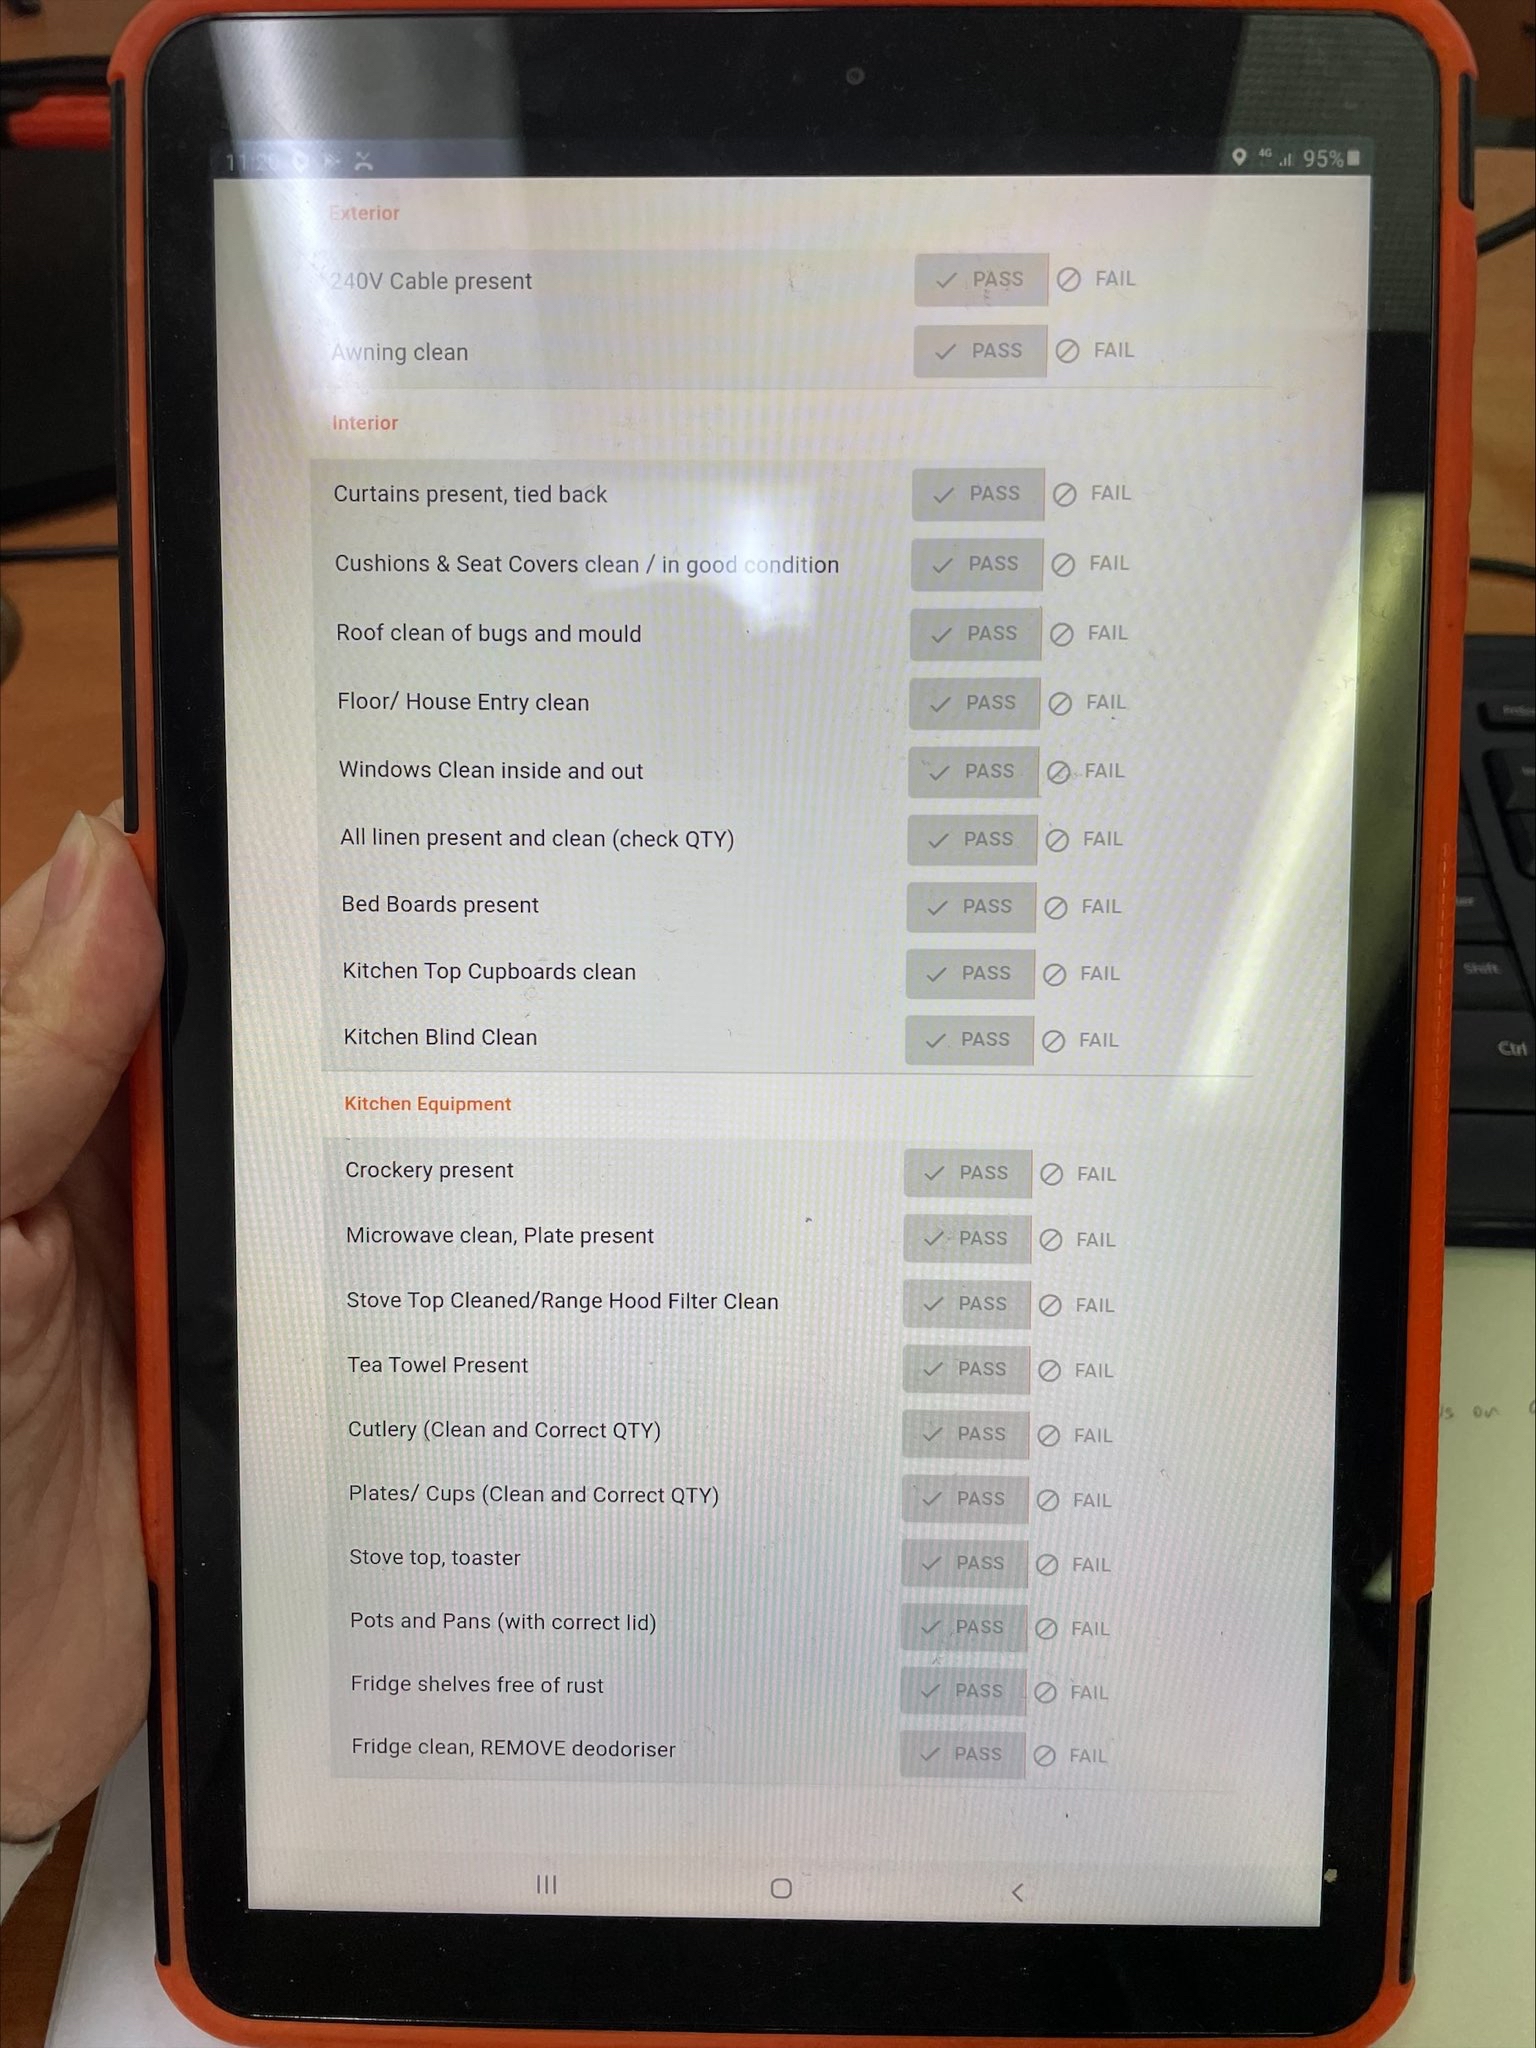 95%
4G
Exterior
240V Cable present PASS FAIL
Awning clean PASS FAIL
Interior
Curtains present, tied back PASS FAIL
Cushions & Seat Covers clean / in good condition PASS FAIL
Roof clean of bugs and mould PASS FAIL
Floor/ House Entry clean PASS FAIL
Windows Clean inside and out PASS FAIL
All linen present and clean (check QTY) PASS FAIL
Bed Boards present PASS FAIL
Kitchen Top Cupboards clean PASS FAIL
Kitchen Blind Clean PASS FAIL
Kitchen Equipment
Crockery present PASS FAIL
Microwave clean, Plate present PASS FAIL
Stove Top Cleaned/Range Hood Filter Clean PASS FAIL
Tea Towel Present PASS FAIL
Cutlery (Clean and Correct QTY) PASS FAIL
Plates/ Cups (Clean and Correct QTY) PASS FAIL
Stove top, toaster PASS FAIL
Pots and Pans (with correct lid) PASS FAIL
Fridge shelves free of rust PASS FAIL
Fridge clean, REMOVE deodoriser PASS FAIL
Shift
Ctrl
on